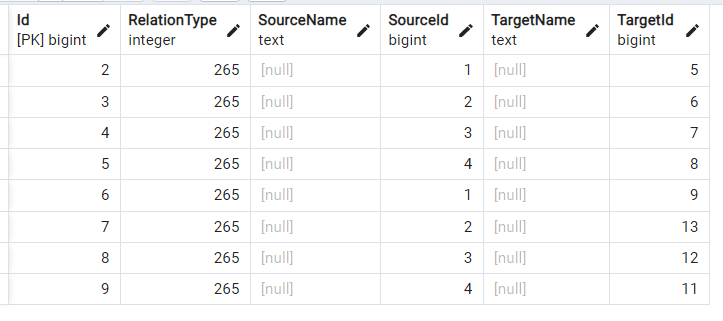 Id RelationType SourceName SourceId TargetName TargetId
[PK] bigint integer text bigint text bigint
2 265 [null] 1 [null] 5
3 265 [null] 2 [null] 6
4 265 [null] 3 [null] 7
5 265 [null] 4 [null] 8
6 265 [null] 1 [null] 9
7 265 [null] 2 [null] 13
8 265 [null] 3 [null] 12
9 265 [null] 4 [null] 11